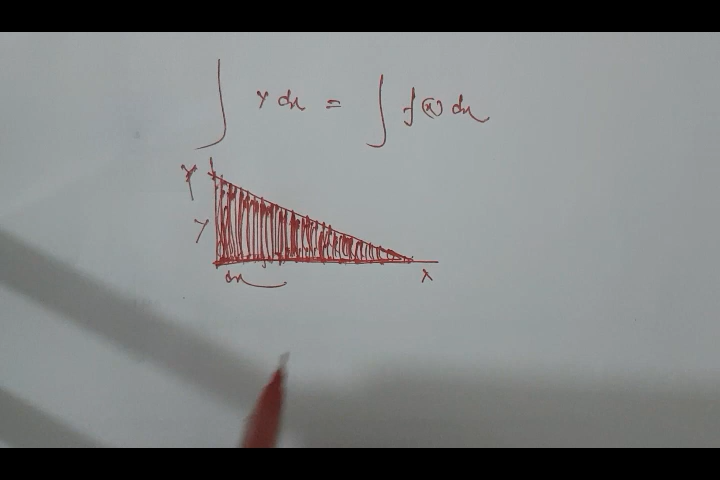 ∫ y dx = ∫ f(x) dx
Y
y
dx
X